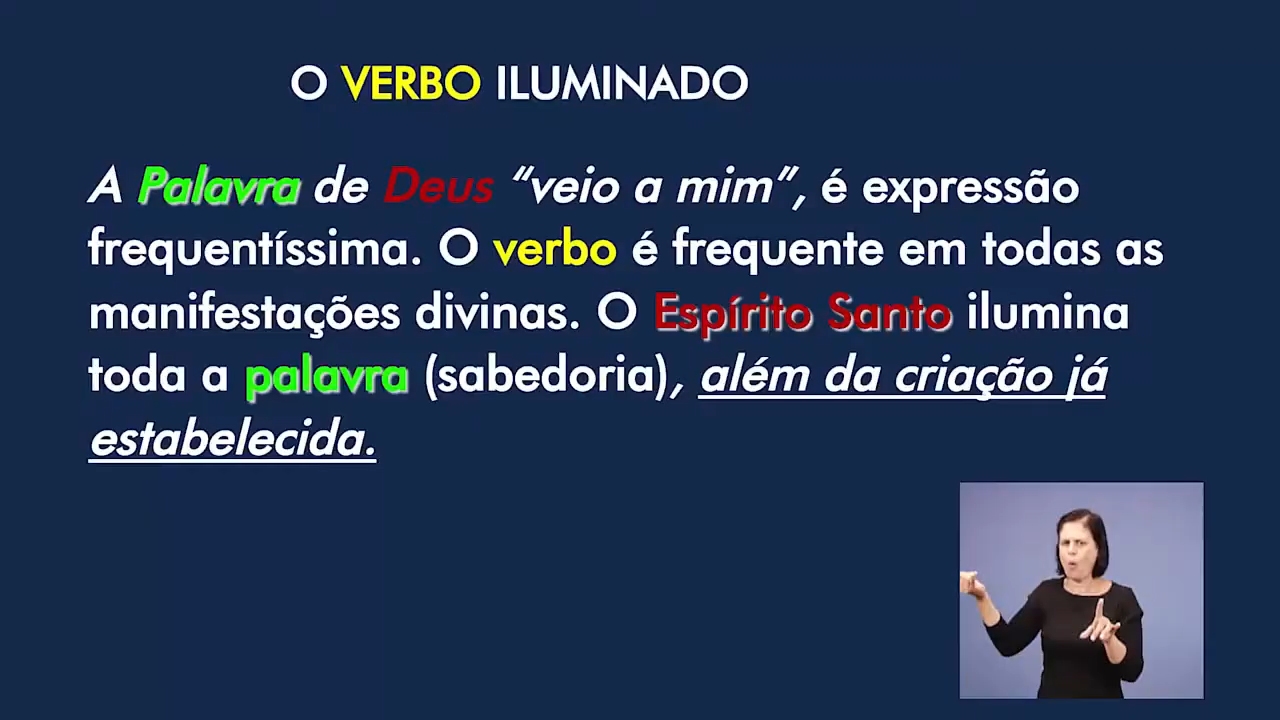 O VERBO ILUMINADO
A Palavra de Deus “veio a mim”, é expressão
frequentíssima. O verbo é frequente em todas as
manifestações divinas. O Espírito Santo ilumina
toda a palavra (sabedoria), além da criação já
estabelecida.